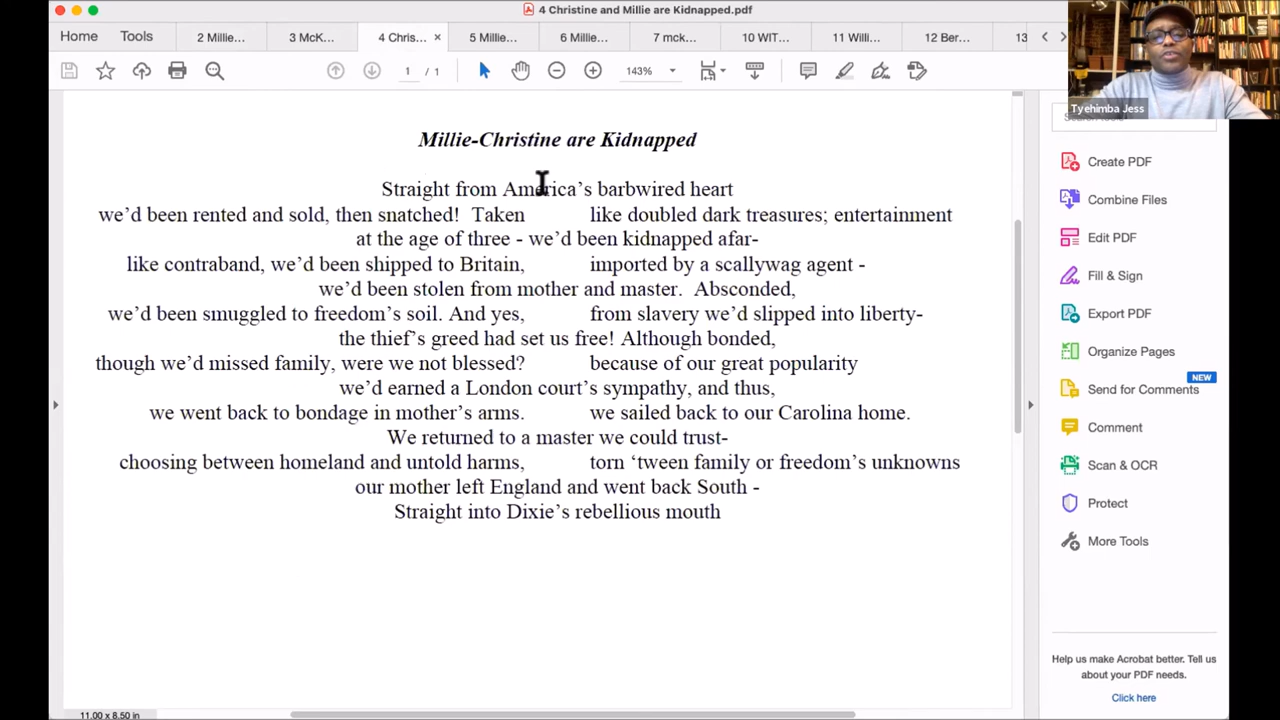 4 Christine and Millie are Kidnapped.pdf
Home Tools 2 Millie... 3 McK... 4 Chris... × 5 Millie... 6 Millie... 7 mck... 10 WIT... 11 Willi... 12 Ber... 13
1 / 1 143%
Tyehimba Jess
Millie-Christine are Kidnapped
Straight from America's barbwired heart
we'd been rented and sold, then snatched! Taken like doubled dark treasures; entertainment
at the age of three - we'd been kidnapped afar-
like contraband, we'd been shipped to Britain, imported by a scallywag agent -
we'd been stolen from mother and master. Absconded,
we'd been smuggled to freedom's soil. And yes, from slavery we'd slipped into liberty-
the thief's greed had set us free! Although bonded,
though we'd missed family, were we not blessed? because of our great popularity
we'd earned a London court's sympathy, and thus,
we went back to bondage in mother's arms. we sailed back to our Carolina home.
We returned to a master we could trust-
choosing between homeland and untold harms, torn 'tween family or freedom's unknowns
our mother left England and went back South -
Straight into Dixie's rebellious mouth
11.00 x 8.50 in
Create PDF
Combine Files
Edit PDF
Fill & Sign
Export PDF
Organize Pages
NEW
Send for Comments
Comment
Scan & OCR
Protect
More Tools
Help us make Acrobat better. Tell us
about your PDF needs.
Click here